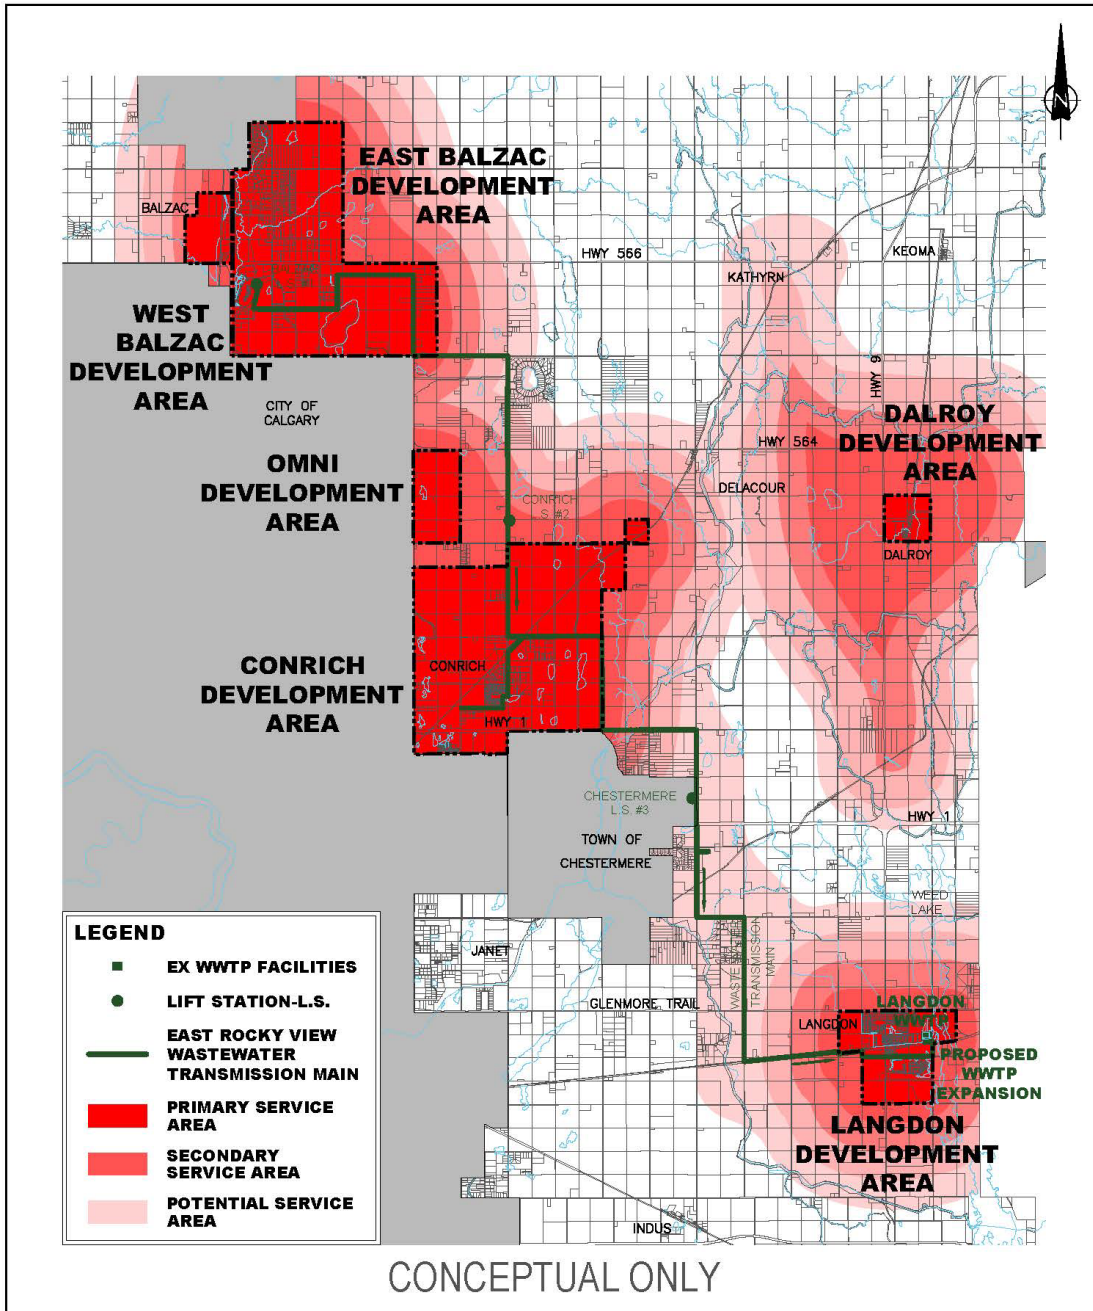 N
EAST BALZAC
DEVELOPMENT
AREA
BALZAC
HWY 566
KEOMA
KATHYRN
BALZAC
WEST
BALZAC
DEVELOPMENT
AREA
CITY OF
CALGARY
HWY 9
DALROY
DEVELOPMENT
AREA
HWY 564
OMNI
DEVELOPMENT
AREA
DELACOUR
CONRICH
L.S. #2
DALROY
CONRICH
DEVELOPMENT
AREA
CONRICH
HWY 1
CHESTERMERE
L.S. #3
HWY 1
TOWN OF
CHESTERMERE
WEED
LAKE
JANET
WASTEWATER
TRANSMISSION
MAIN
GLENMORE TRAIL
LANGDON
LANGDON
WWTP
PROPOSED
WWTP
EXPANSION
LANGDON
DEVELOPMENT
AREA
INDUS
LEGEND
EX WWTP FACILITIES
LIFT STATION-L.S.
EAST ROCKY VIEW
WASTEWATER
TRANSMISSION MAIN
PRIMARY SERVICE
AREA
SECONDARY
SERVICE AREA
POTENTIAL SERVICE
AREA
CONCEPTUAL ONLY